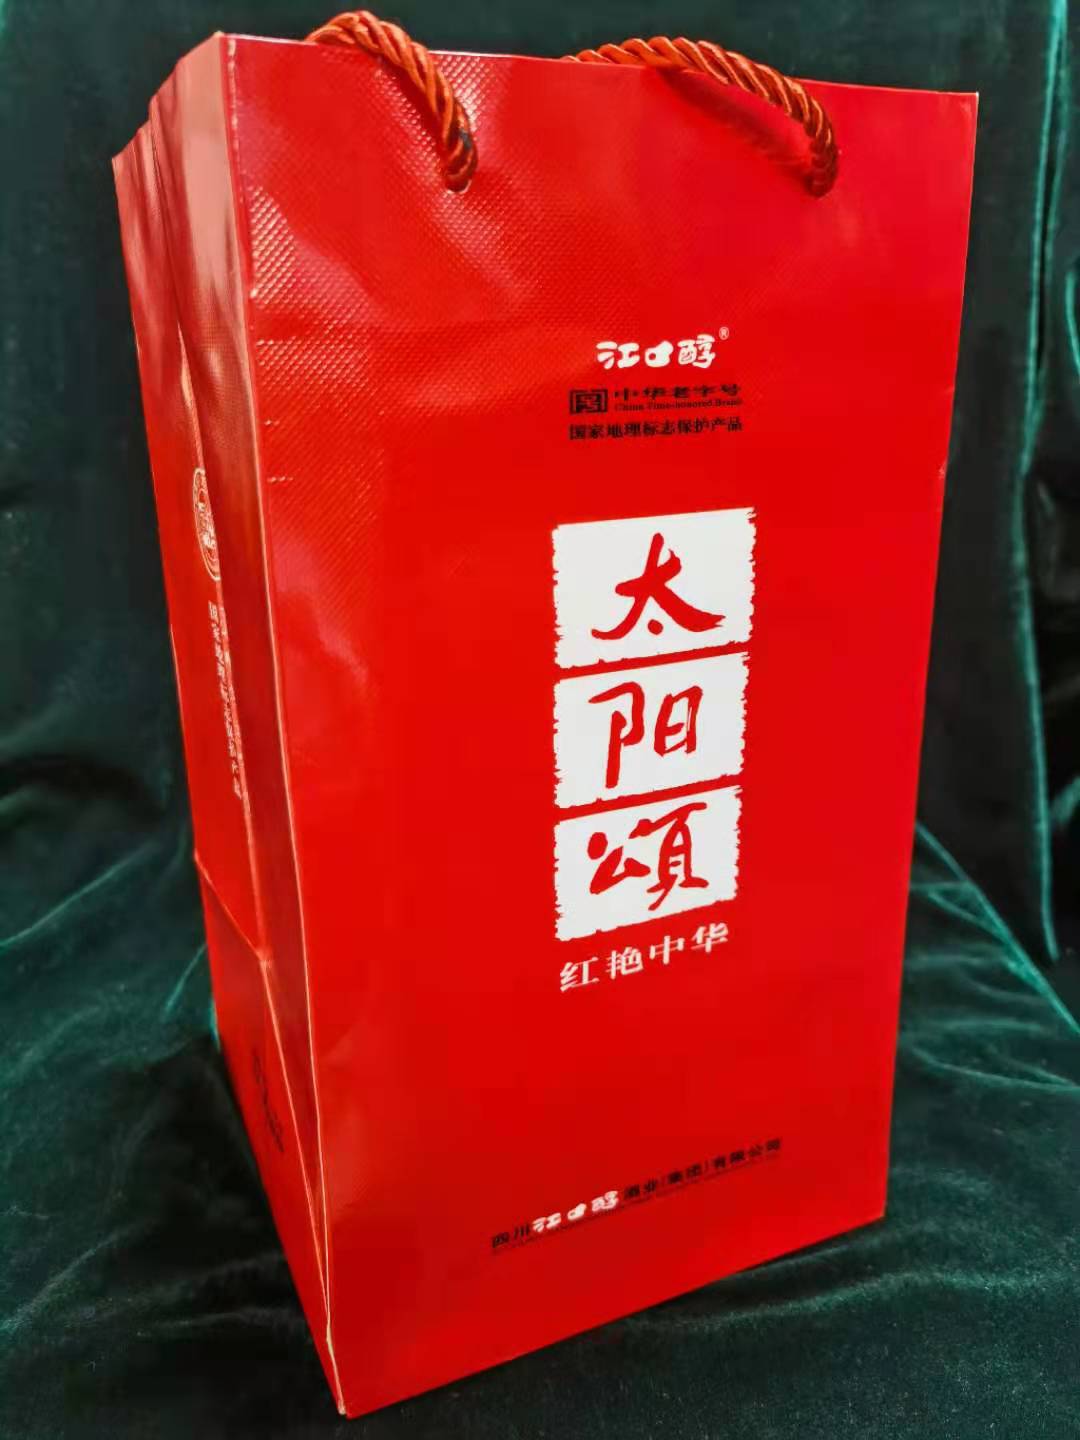 江口醇®
中华老字号
China Time-honored Brand
国家地理标志保护产品
太
阳
頌
红艳中华
四川江口醇酒业(集团)有限公司